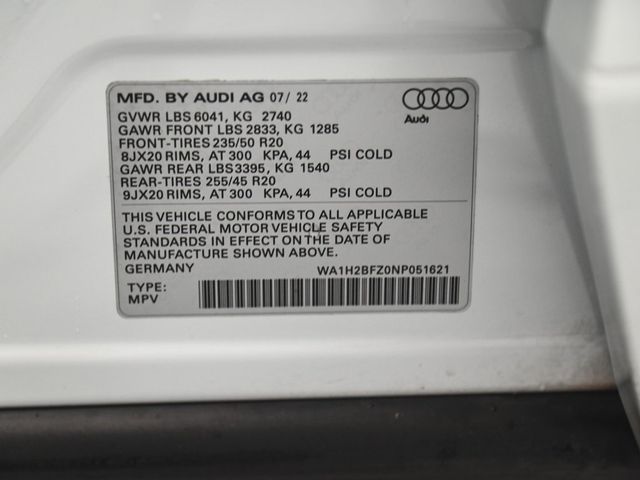 MFD. BY AUDI AG 07/ 22
GVWR LBS 6041, KG 2740
GAWR FRONT LBS 2833, KG 1285
FRONT-TIRES 235/50 R20
8JX20 RIMS, AT 300 KPA, 44 PSI COLD
GAWR REAR LBS3395, KG 1540
REAR-TIRES 255/45 R20
9JX20 RIMS, AT 300 KPA, 44 PSI COLD
Audi
THIS VEHICLE CONFORMS TO ALL APPLICABLE
U.S. FEDERAL MOTOR VEHICLE SAFETY
STANDARDS IN EFFECT ON THE DATE OF
MANUFACTURE SHOWN ABOVE.
GERMANY WA1H2BFZ0NP051621
TYPE:
MPV